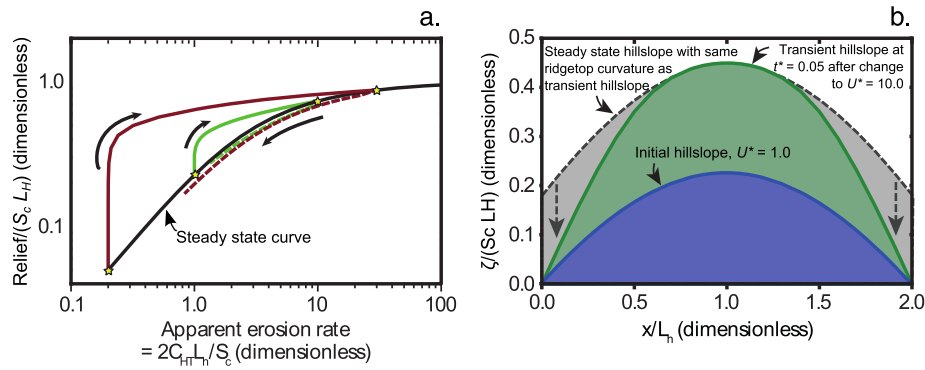 a.
Relief/(S_c L_H) (dimensionless)
1.0
0.1
Steady state curve
0.1
1.0
10
100
Apparent erosion rate
= 2C_HT L_h/S_c (dimensionless)
b.
ζ/(Sc LH) (dimensionless)
0.5
0.4
0.3
0.2
0.1
0.0
Steady state hillslope with same
ridgetop curvature as
transient hillslope
Transient hillslope at
t* = 0.05 after change
to U* = 10.0
Initial hillslope, U* = 1.0
0.0
0.5
1.0
1.5
2.0
x/L_h (dimensionless)